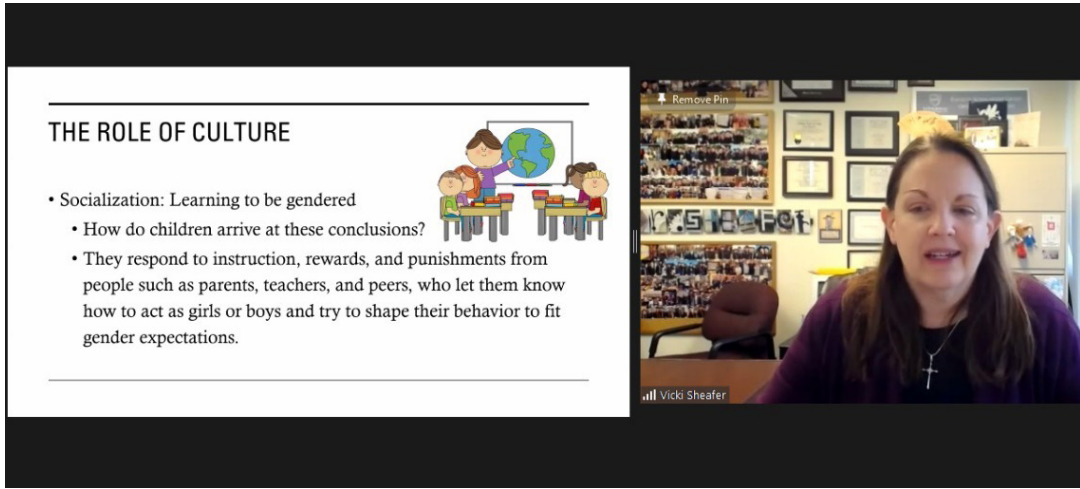 THE ROLE OF CULTURE
• Socialization: Learning to be gendered
• How do children arrive at these conclusions?
• They respond to instruction, rewards, and punishments from
people such as parents, teachers, and peers, who let them know
how to act as girls or boys and try to shape their behavior to fit
gender expectations.
Remove Pin
Vicki Sheafer